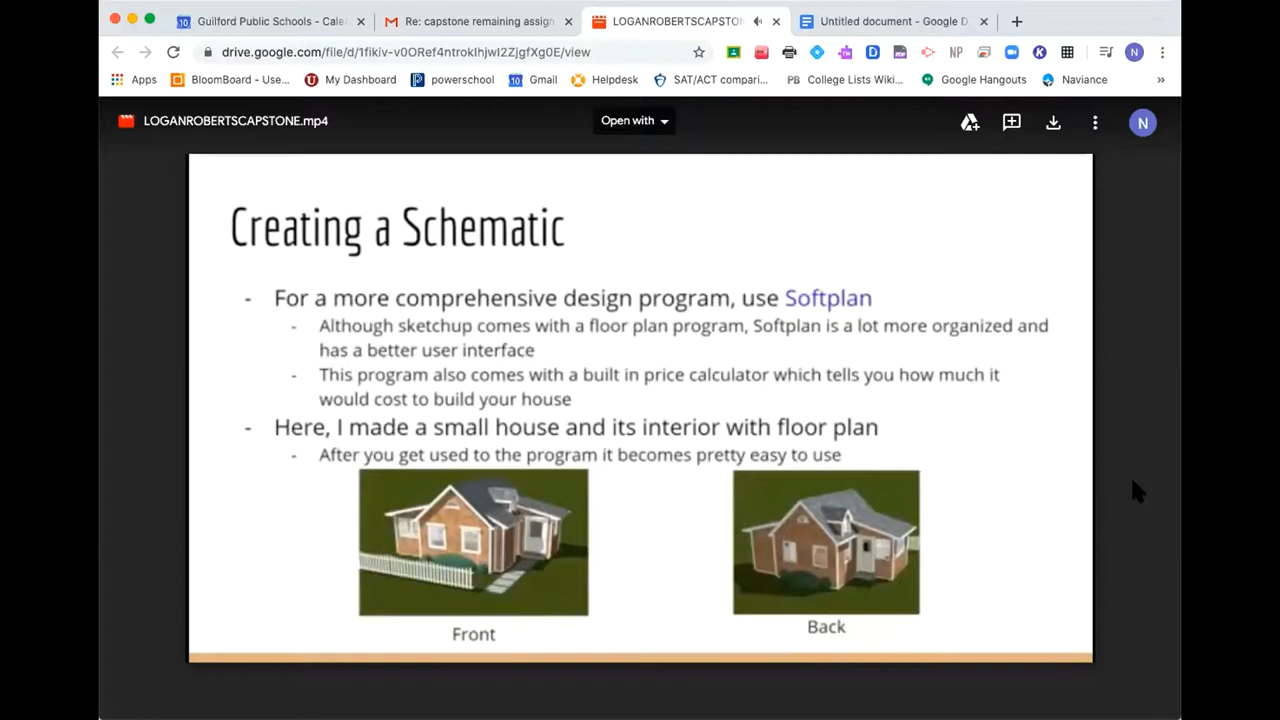 Guilford Public Schools - Caleb
Re: capstone remaining assign
LOGANROBERTSCAPSTON
Untitled document - Google D
drive.google.com/file/d/1fikiv-v0ORef4ntrokIhjwI2ZjgfXg0E/view
NP
N
Apps
BloomBoard - Use...
My Dashboard
powerschool
Gmail
Helpdesk
SAT/ACT compari...
PB College Lists Wiki...
Google Hangouts
Naviance
»
LOGANROBERTSCAPSTONE.mp4
Open with
N
Creating a Schematic
- For a more comprehensive design program, use Softplan
- Although sketchup comes with a floor plan program, Softplan is a lot more organized and
has a better user interface
- This program also comes with a built in price calculator which tells you how much it
would cost to build your house
- Here, I made a small house and its interior with floor plan
- After you get used to the program it becomes pretty easy to use
Front
Back